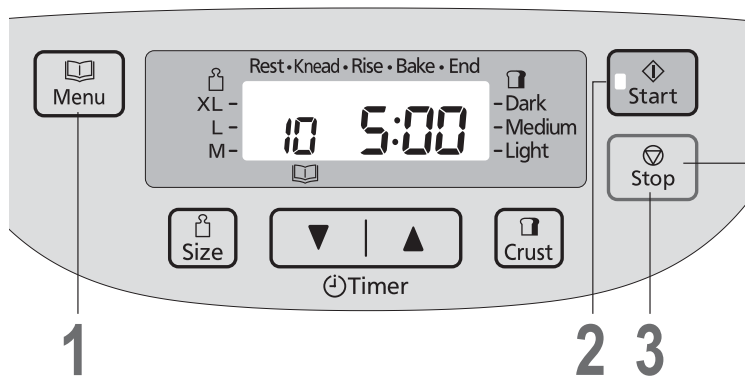 Menu
Rest • Knead • Rise • Bake • End
XL –
L –
M –
10 5:00
– Dark
– Medium
– Light
Start
Stop
Size
▼ | ▲
Timer
Crust
1
2
3